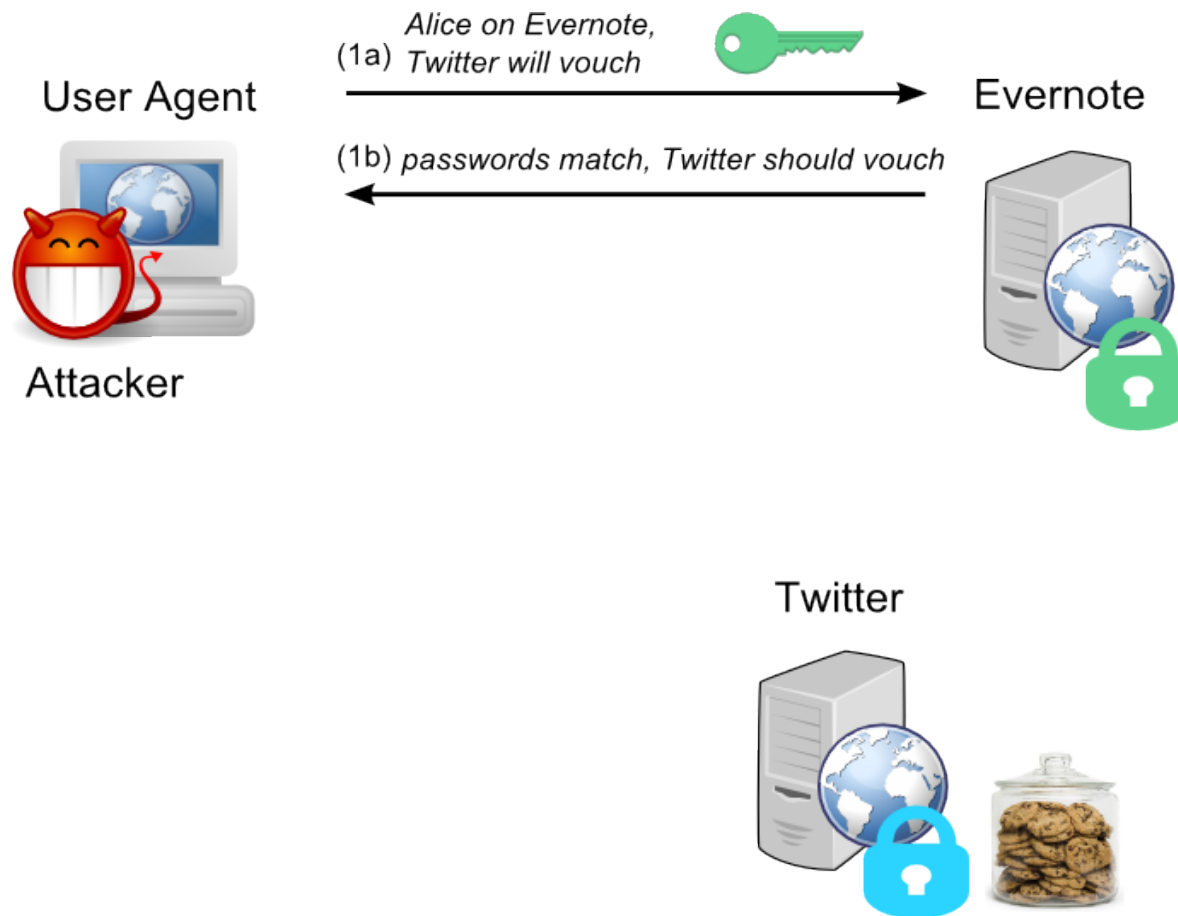 Alice on Evernote,
(1a) Twitter will vouch
User Agent
Evernote
(1b) passwords match, Twitter should vouch
Attacker
Twitter